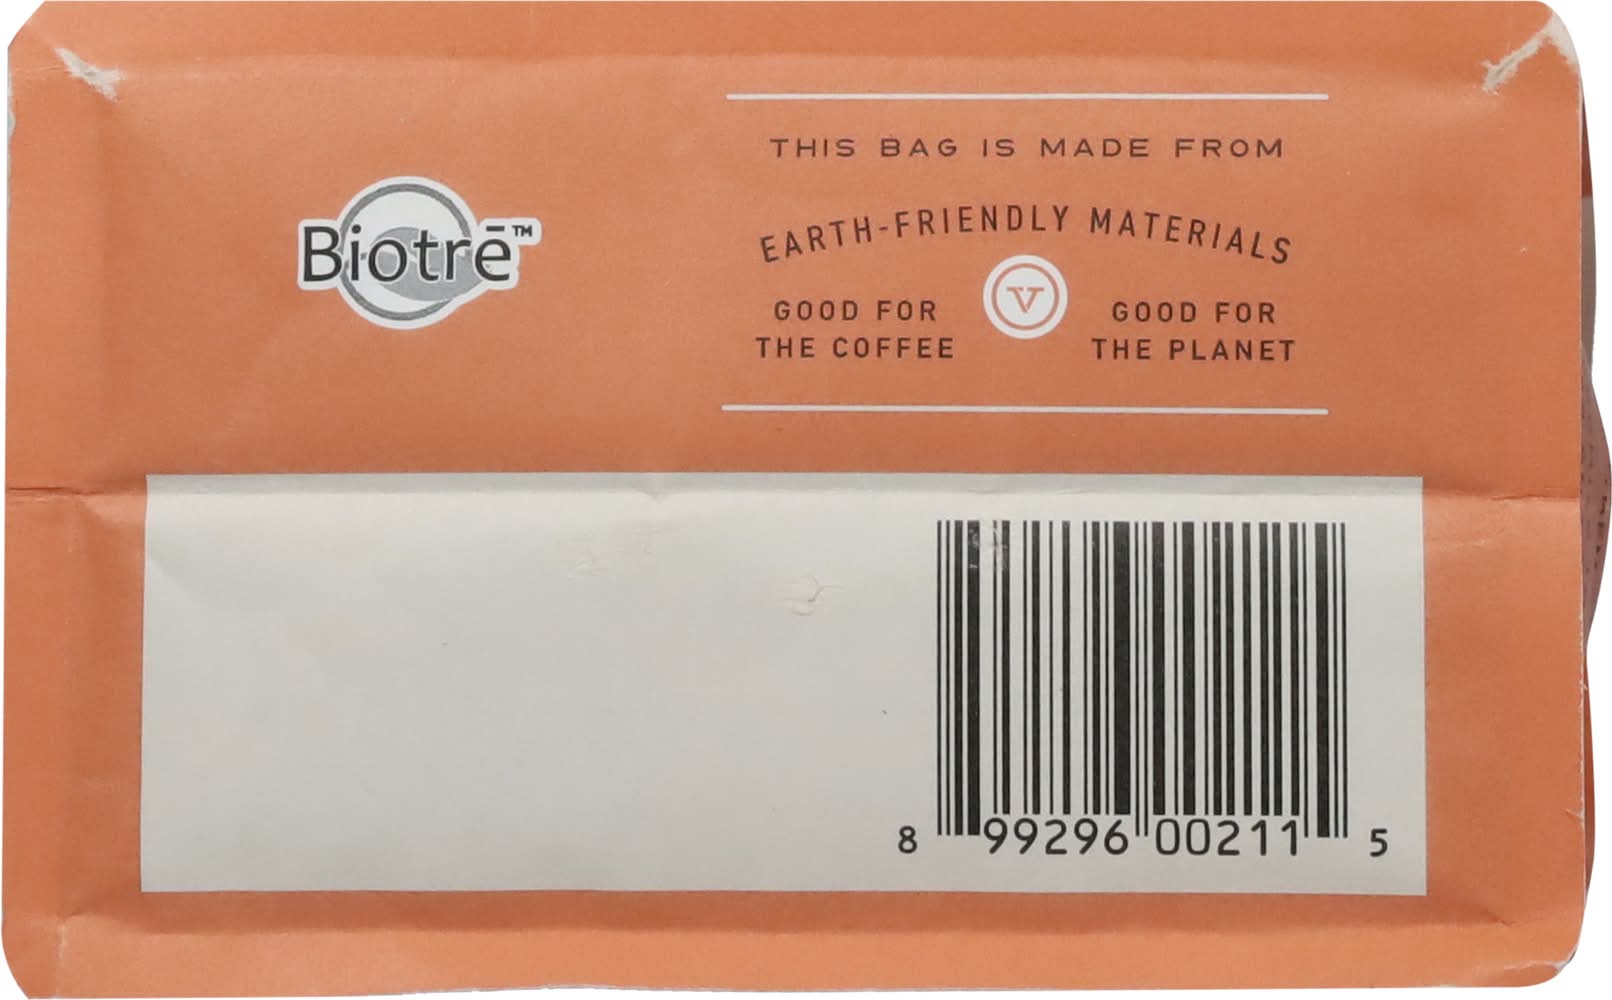 Biotrē™
THIS BAG IS MADE FROM
EARTH-FRIENDLY MATERIALS
V
GOOD FOR
THE COFFEE
GOOD FOR
THE PLANET
8 99296 00211 5